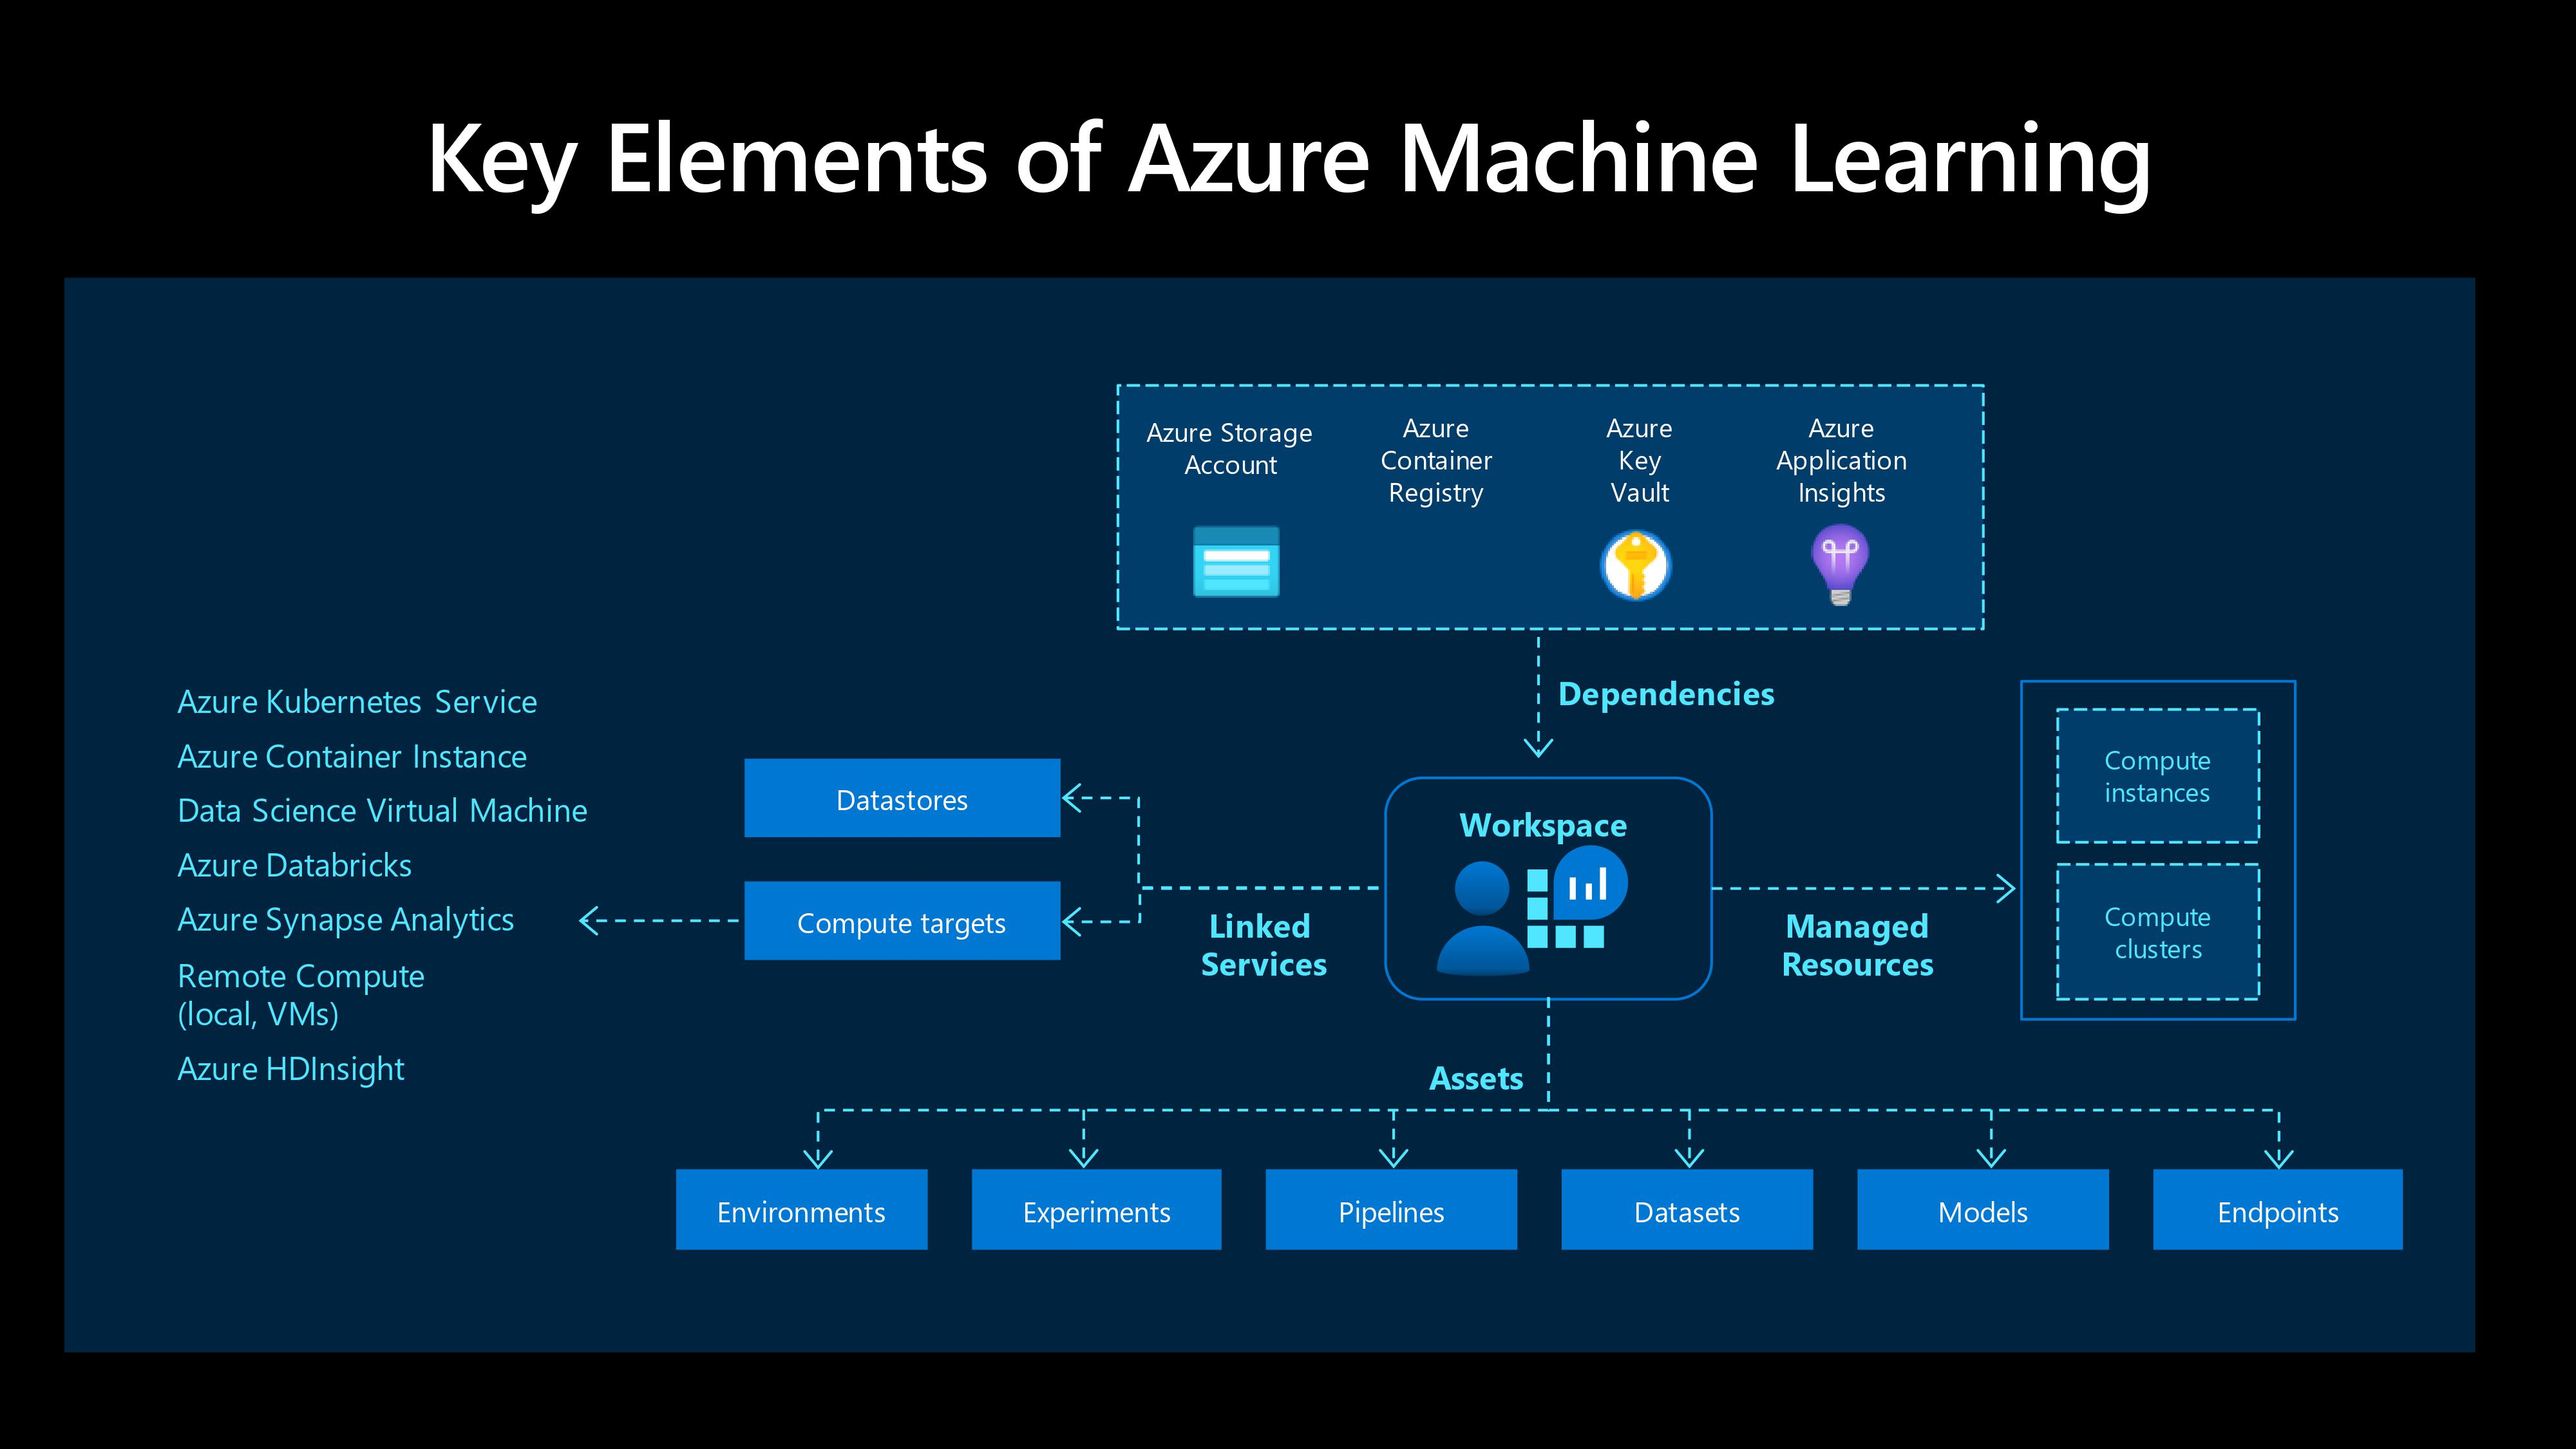 Key Elements of Azure Machine Learning
Azure Storage
Account
Azure
Container
Registry
Azure
Key
Vault
Azure
Application
Insights
Dependencies
Azure Kubernetes Service
Azure Container Instance
Data Science Virtual Machine
Azure Databricks
Azure Synapse Analytics
Remote Compute
(local, VMs)
Azure HDInsight
Datastores
Compute targets
Linked
Services
Workspace
Managed
Resources
Compute
instances
Compute
clusters
Assets
Environments
Experiments
Pipelines
Datasets
Models
Endpoints